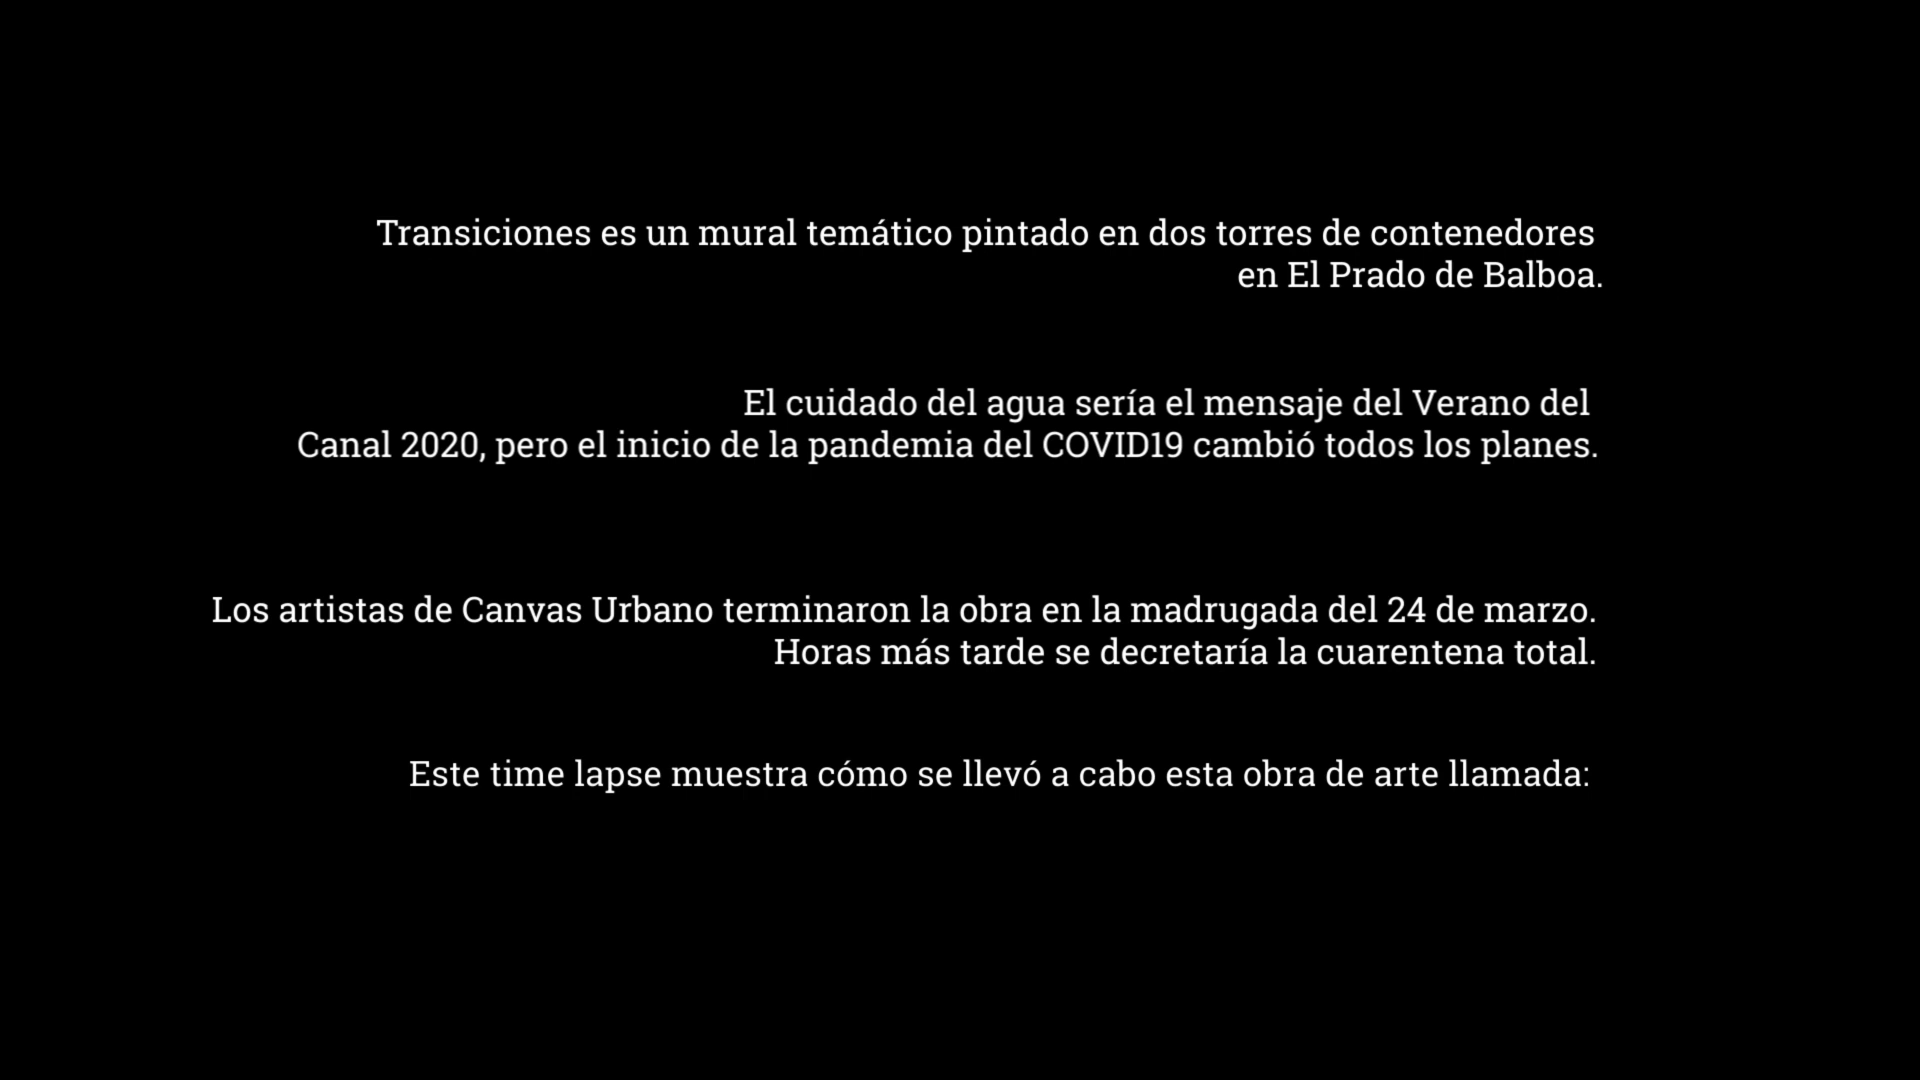 Transiciones es un mural temático pintado en dos torres de contenedores
en El Prado de Balboa.
El cuidado del agua sería el mensaje del Verano del
Canal 2020, pero el inicio de la pandemia del COVID19 cambió todos los planes.
Los artistas de Canvas Urbano terminaron la obra en la madrugada del 24 de marzo.
Horas más tarde se decretaría la cuarentena total.
Este time lapse muestra cómo se llevó a cabo esta obra de arte llamada: